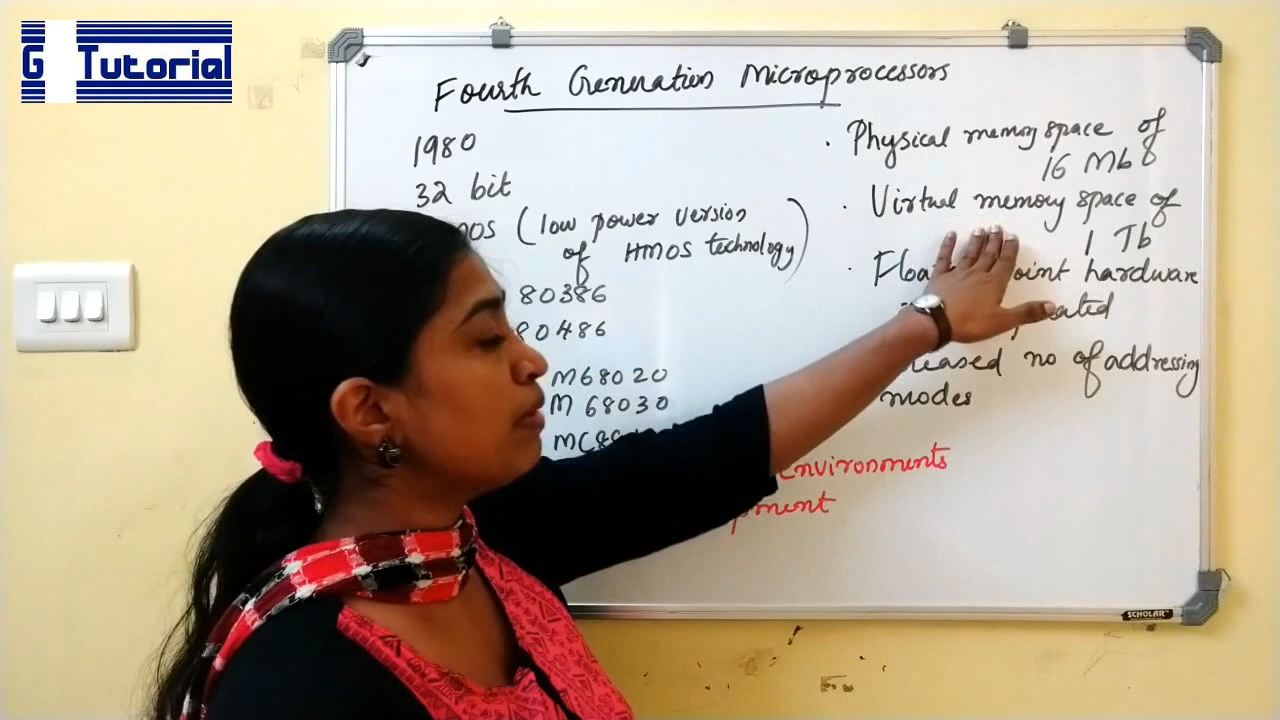 G Tutorial
Fourth Generation Microprocessors
1980
32 bit
(low power version
of HMOS technology)
80386
80486
M68020
M 68030
• Physical memory space of
16 Mb
• Virtual memory space of
1 Tb
• point hardware
no of addressing
modes
Environments
SCHOLAR